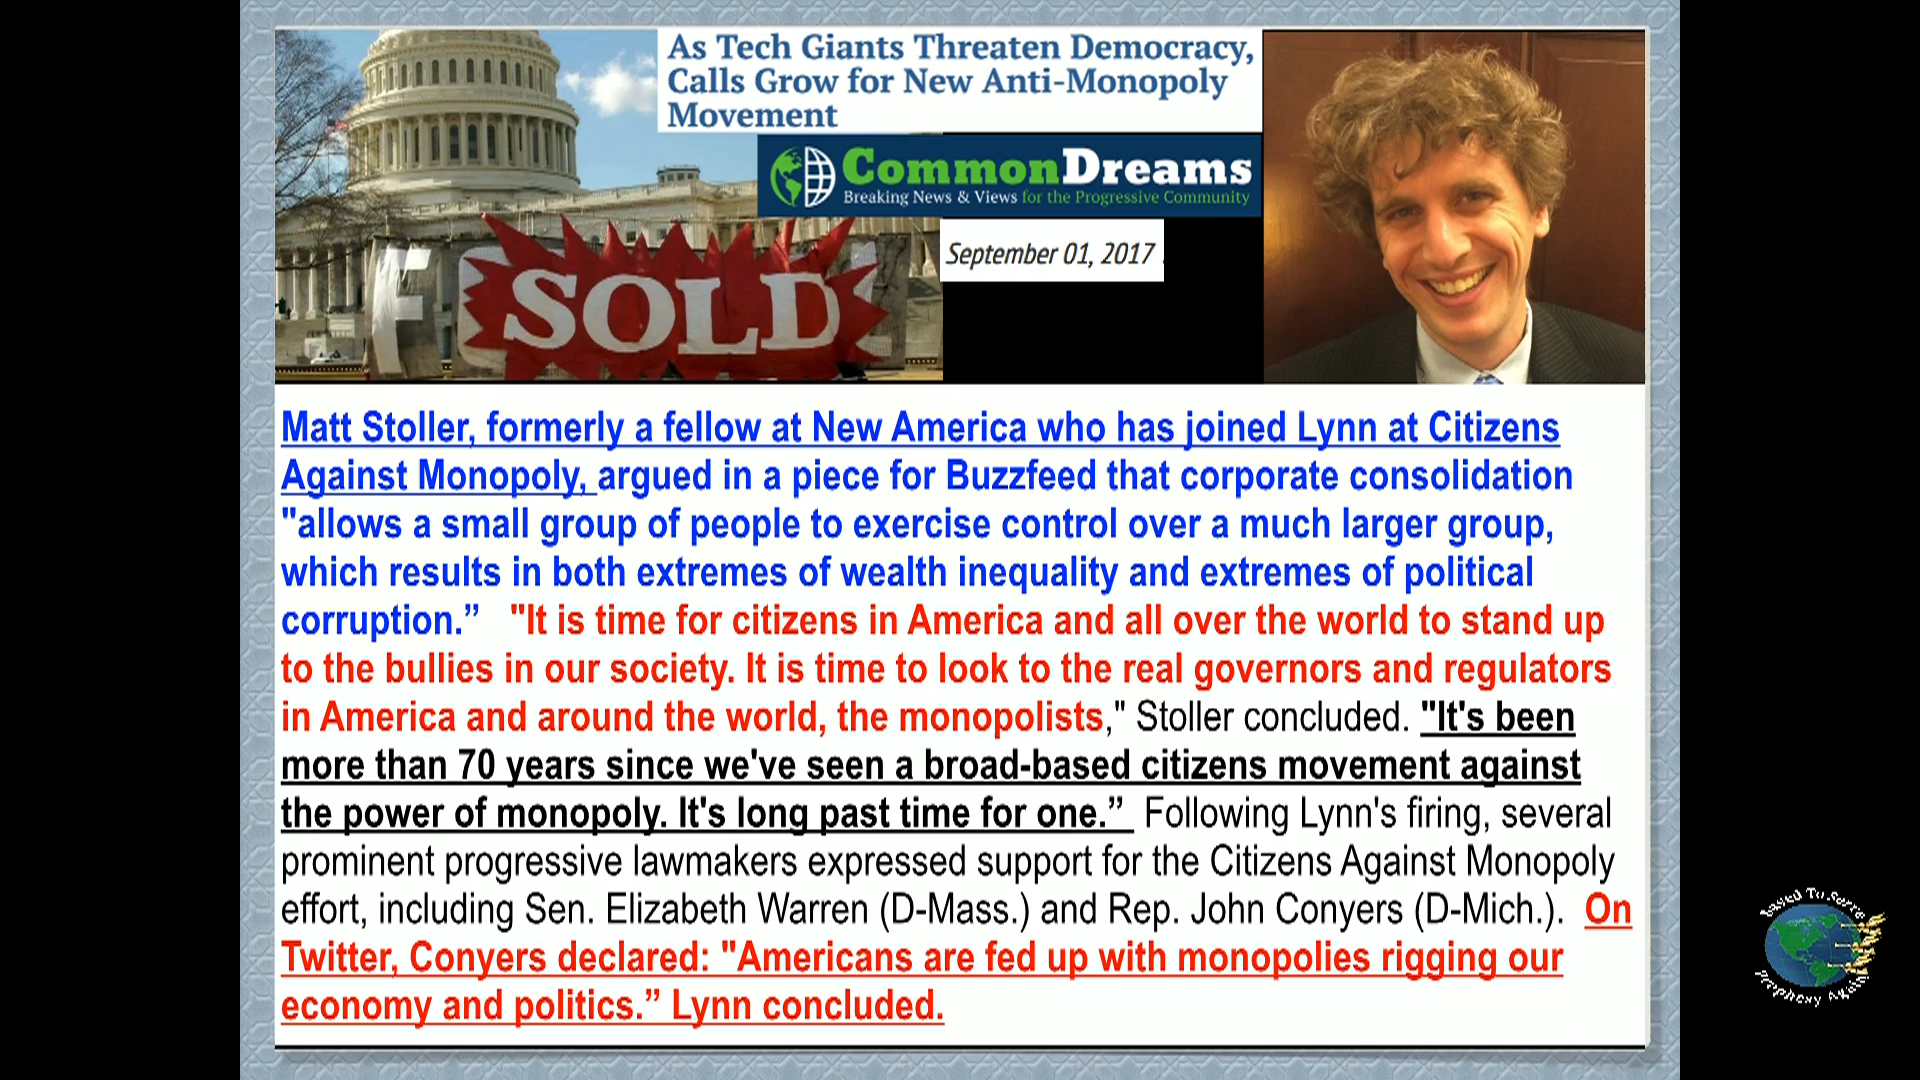 As Tech Giants Threaten Democracy,
Calls Grow for New Anti-Monopoly
Movement
CommonDreams
Breaking News & Views for the Progressive Community
September 01, 2017
F
SOLD
Matt Stoller, formerly a fellow at New America who has joined Lynn at Citizens
Against Monopoly, argued in a piece for Buzzfeed that corporate consolidation
"allows a small group of people to exercise control over a much larger group,
which results in both extremes of wealth inequality and extremes of political
corruption.” "It is time for citizens in America and all over the world to stand up
to the bullies in our society. It is time to look to the real governors and regulators
in America and around the world, the monopolists," Stoller concluded. "It's been
more than 70 years since we've seen a broad-based citizens movement against
the power of monopoly. It's long past time for one.” Following Lynn's firing, several
prominent progressive lawmakers expressed support for the Citizens Against Monopoly
effort, including Sen. Elizabeth Warren (D-Mass.) and Rep. John Conyers (D-Mich.). On
Twitter, Conyers declared: "Americans are fed up with monopolies rigging our
economy and politics.” Lynn concluded.
To Serve
Prophecy Again